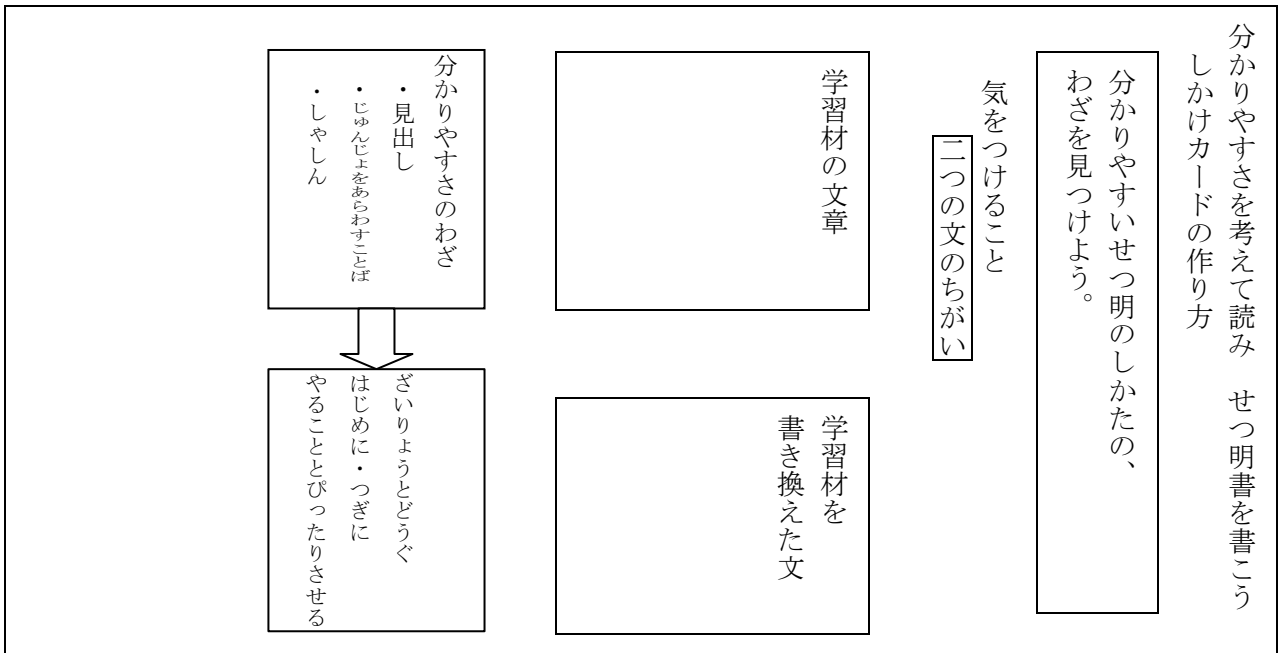 分かりやすさを考えて読み　せつ明書を書こう
しかけカードの作り方
分かりやすいせつ明のしかたの、
わざを見つけよう。
気をつけること
二つの文のちがい
学習材の文章
学習材を
書き換えた文
分かりやすさのわざ
・見出し
・じゅんじょをあらわすことば
・しゃしん
ざいりょうとどうぐ
はじめに・つぎに
やることとぴったりさせる